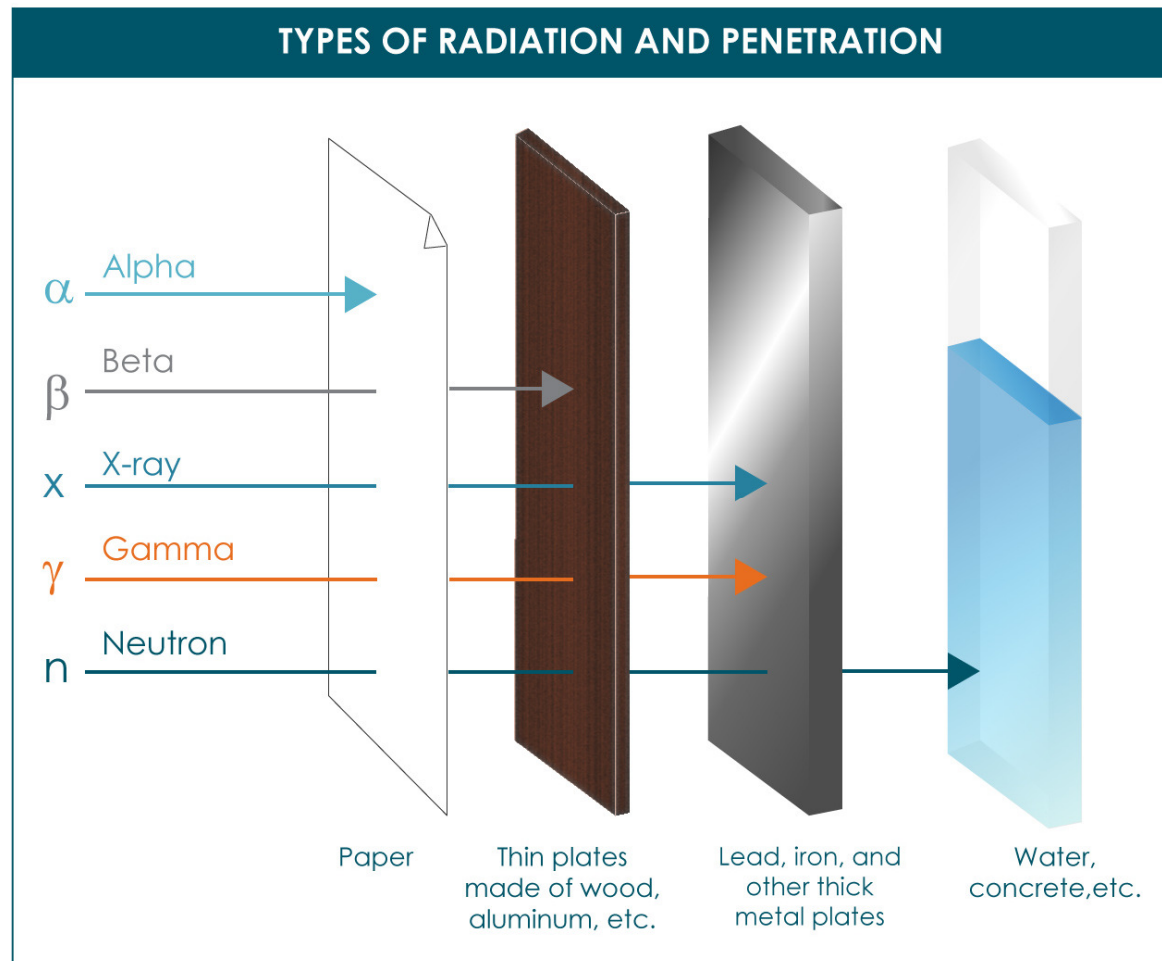 TYPES OF RADIATION AND PENETRATION
α Alpha
β Beta
x X-ray
γ Gamma
n Neutron
Paper
Thin plates
made of wood,
aluminum, etc.
Lead, iron, and
other thick
metal plates
Water,
concrete,etc.